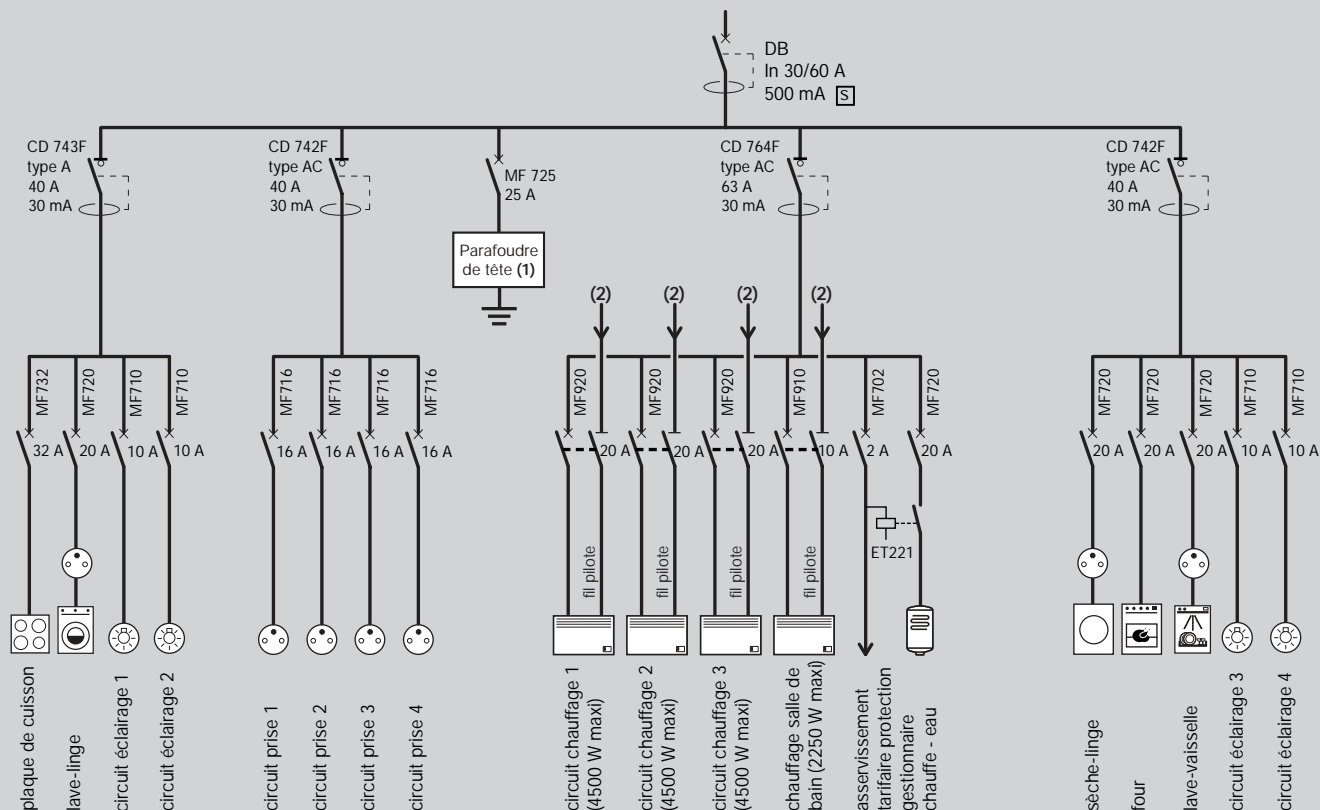 DB
In 30/60 A
500 mA S
CD 743F
type A
40 A
30 mA
CD 742F
type AC
40 A
30 mA
MF 725
25 A
Parafoudre
de tête (1)
CD 764F
type AC
63 A
30 mA
CD 742F
type AC
40 A
30 mA
(2)
(2)
(2)
(2)
MF732
MF720
MF710
MF710
MF716
MF716
MF716
MF716
MF920
MF920
MF920
MF910
MF702
MF720
MF720
MF720
MF720
MF710
MF710
32 A
20 A
10 A
10 A
16 A
16 A
16 A
16 A
20 A
20 A
20 A
10 A
2 A
20 A
20 A
20 A
20 A
10 A
10 A
ET221
fil pilote
fil pilote
fil pilote
fil pilote
plaque de cuisson
lave-linge
circuit éclairage 1
circuit éclairage 2
circuit prise 1
circuit prise 2
circuit prise 3
circuit prise 4
circuit chauffage 1
(4500 W maxi)
circuit chauffage 2
(4500 W maxi)
circuit chauffage 3
(4500 W maxi)
chauffage salle de
bain (2250 W maxi)
asservissement
tarifaire protection
gestionnaire
chauffe - eau
sèche-linge
four
lave-vaisselle
circuit éclairage 3
circuit éclairage 4